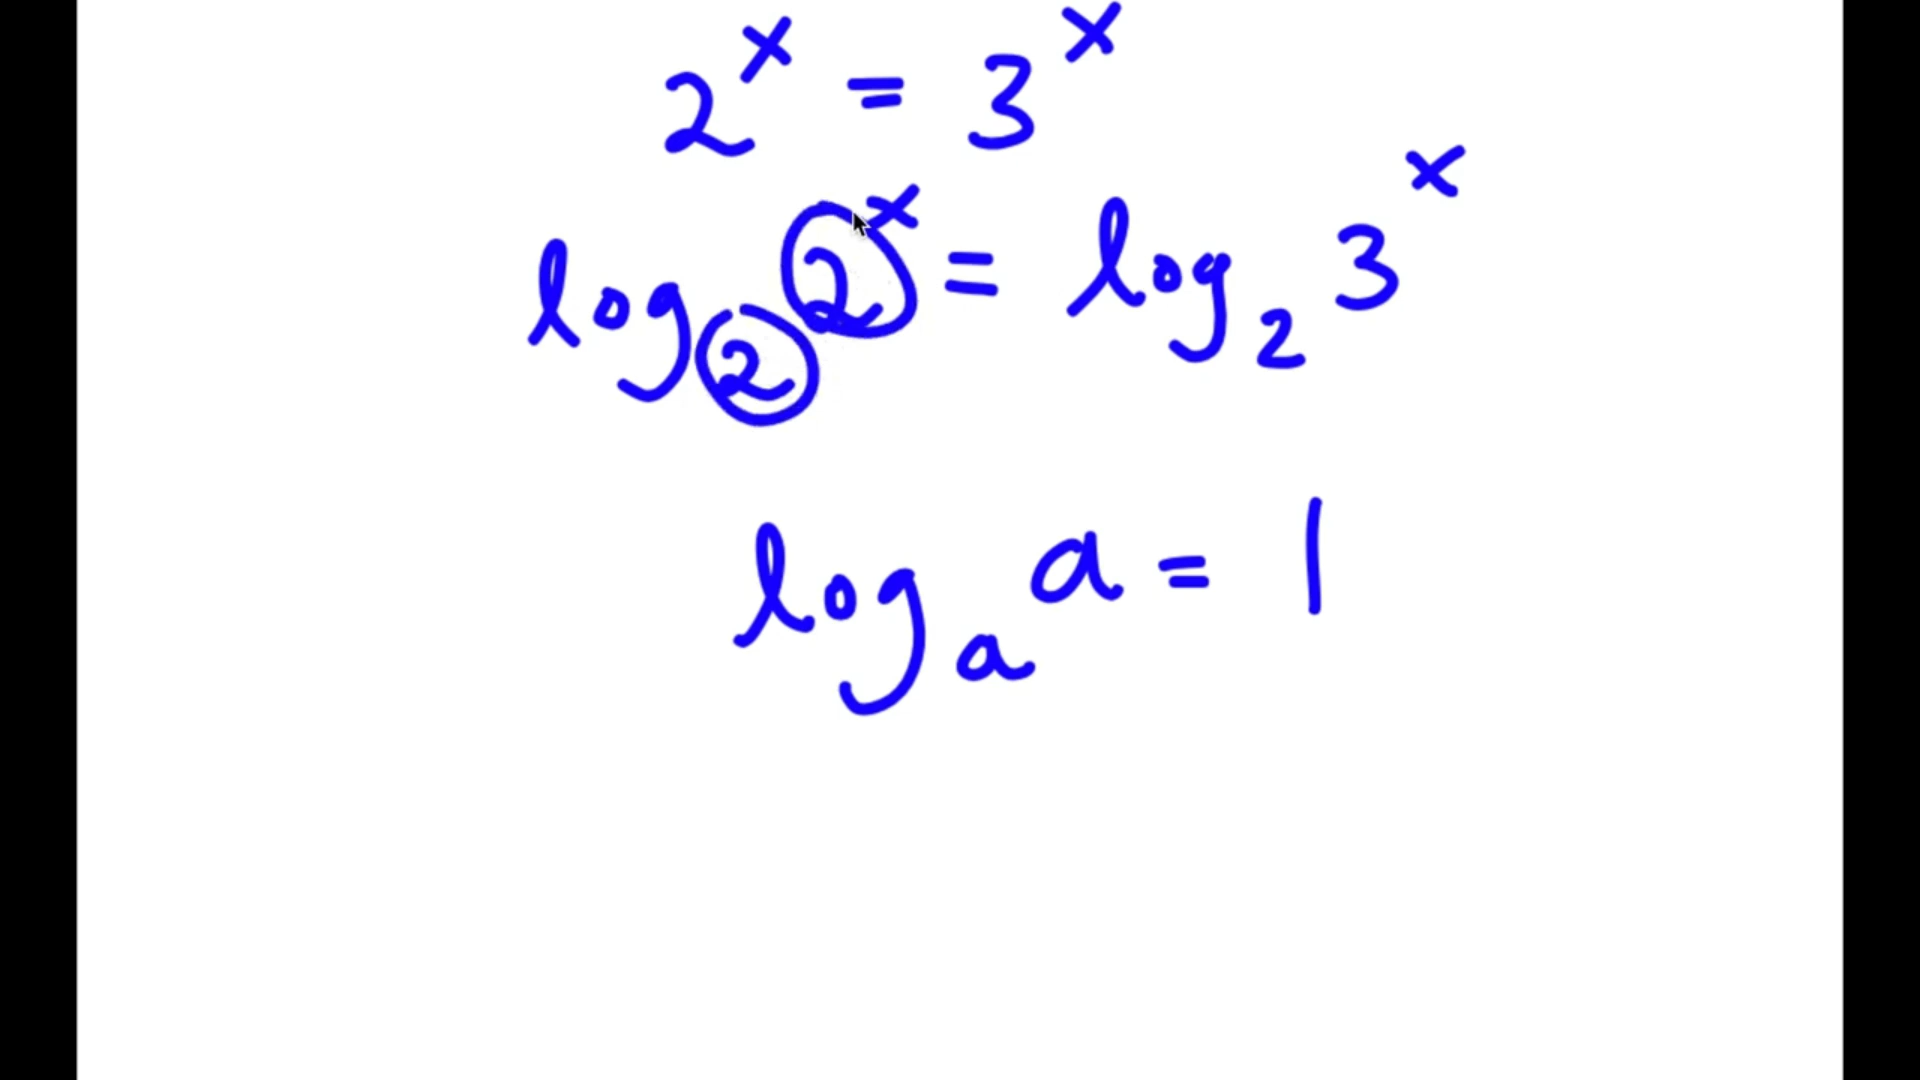 2^x = 3^x
log_2 2^x = log_2 3^x
log_a a = 1